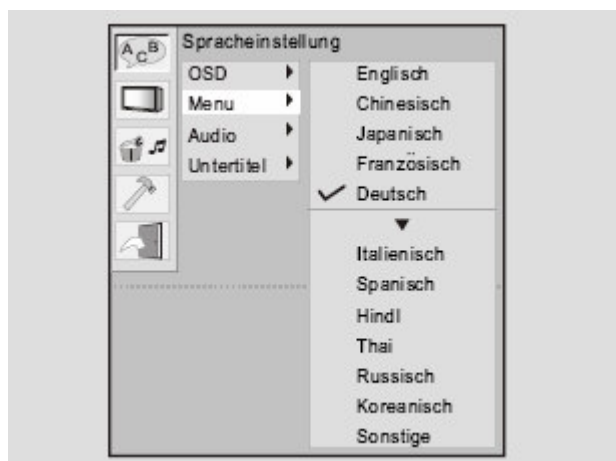 A C B
Spracheinstellung
OSD
Menu
Audio
Untertitel
Englisch
Chinesisch
Japanisch
Französisch
Deutsch
Italienisch
Spanisch
Hindl
Thai
Russisch
Koreanisch
Sonstige